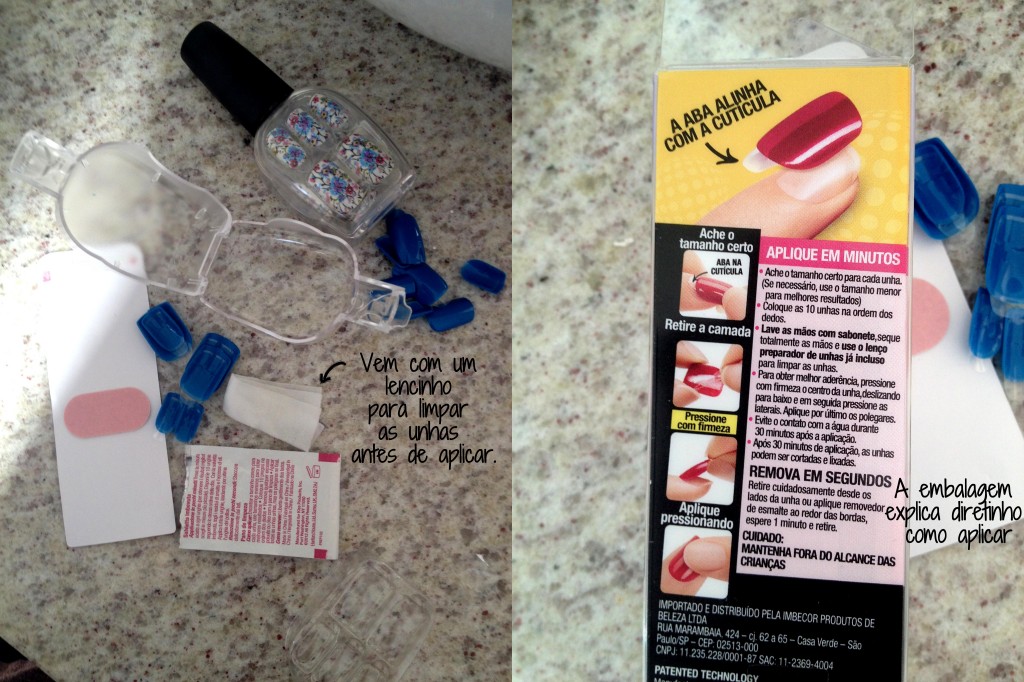 Vem com um
lencinho
para limpar
as unhas
antes de aplicar.
A ABA ALINHA
COM A CUTÍCULA
Ache o
tamanho certo
ABA NA
CUTÍCULA
Retire a camada
Pressione
com firmeza
Aplique
pressionando
APLIQUE EM MINUTOS
• Ache o tamanho certo para cada unha.
(Se necessário, use o tamanho menor
para melhores resultados)
• Coloque as 10 unhas na ordem dos
dedos.
• Lave as mãos com sabonete, seque
totalmente as mãos e use o lenço
preparador de unhas já incluso
para limpar as unhas.
• Para obter melhor aderência, pressione
com firmeza o centro da unha, deslizando
para baixo e em seguida pressione as
laterais. Aplique por último os polegares.
• Evite o contato com a água durante
30 minutos após a aplicação.
• Após 30 minutos de aplicação, as unhas
podem ser cortadas e lixadas.
REMOVA EM SEGUNDOS
Retire cuidadosamente desde os
lados da unha ou aplique removedor
de esmalte ao redor das bordas,
espere 1 minuto e retire.
CUIDADO:
MANTENHA FORA DO ALCANCE DAS
CRIANÇAS
A embalagem
explica diretinho
como aplicar
IMPORTADO E DISTRIBUÍDO PELA IMBECOR PRODUTOS DE
BELEZA LTDA
RUA MARAMBAIA, 424 – cj. 62 a 65 – Casa Verde – São
Paulo/SP – CEP: 02513-000
CNPJ: 11.235.228/0001-87 SAC: 11-2369-4004
PATENTED TECHNOLOGY